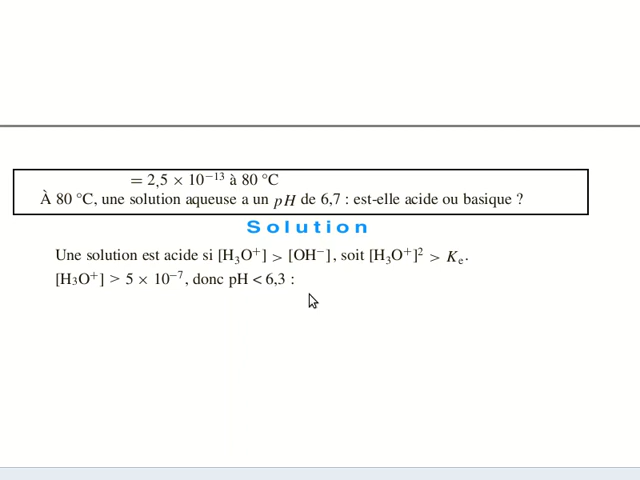 = 2,5 × 10⁻¹³ à 80 °C
À 80 °C, une solution aqueuse a un pH de 6,7 : est-elle acide ou basique ?
Solution
Une solution est acide si [H₃O⁺] > [OH⁻], soit [H₃O⁺]² > Kₑ.
[H₃O⁺] > 5 × 10⁻⁷, donc pH < 6,3 :